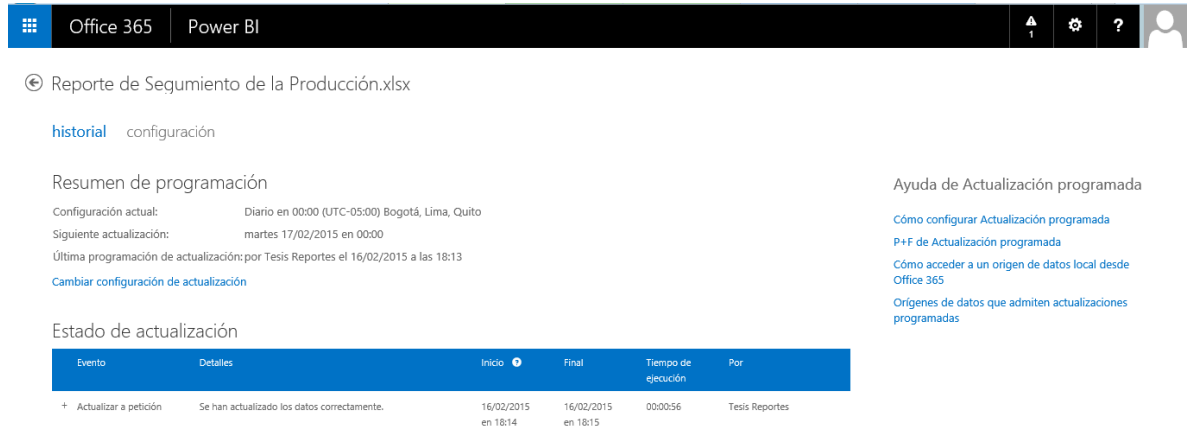 Office 365 Power BI
1
?
Reporte de Segumiento de la Producción.xlsx
historial configuración
Resumen de programación
Configuración actual: Diario en 00:00 (UTC-05:00) Bogotá, Lima, Quito
Siguiente actualización: martes 17/02/2015 en 00:00
Última programación de actualización: por Tesis Reportes el 16/02/2015 a las 18:13
Cambiar configuración de actualización
Estado de actualización
Evento Detalles Inicio ? Final Tiempo de ejecución Por
+ Actualizar a petición Se han actualizado los datos correctamente. 16/02/2015 en 18:14 16/02/2015 en 18:15 00:00:56 Tesis Reportes
Ayuda de Actualización programada
Cómo configurar Actualización programada
P+F de Actualización programada
Cómo acceder a un origen de datos local desde
Office 365
Orígenes de datos que admiten actualizaciones
programadas